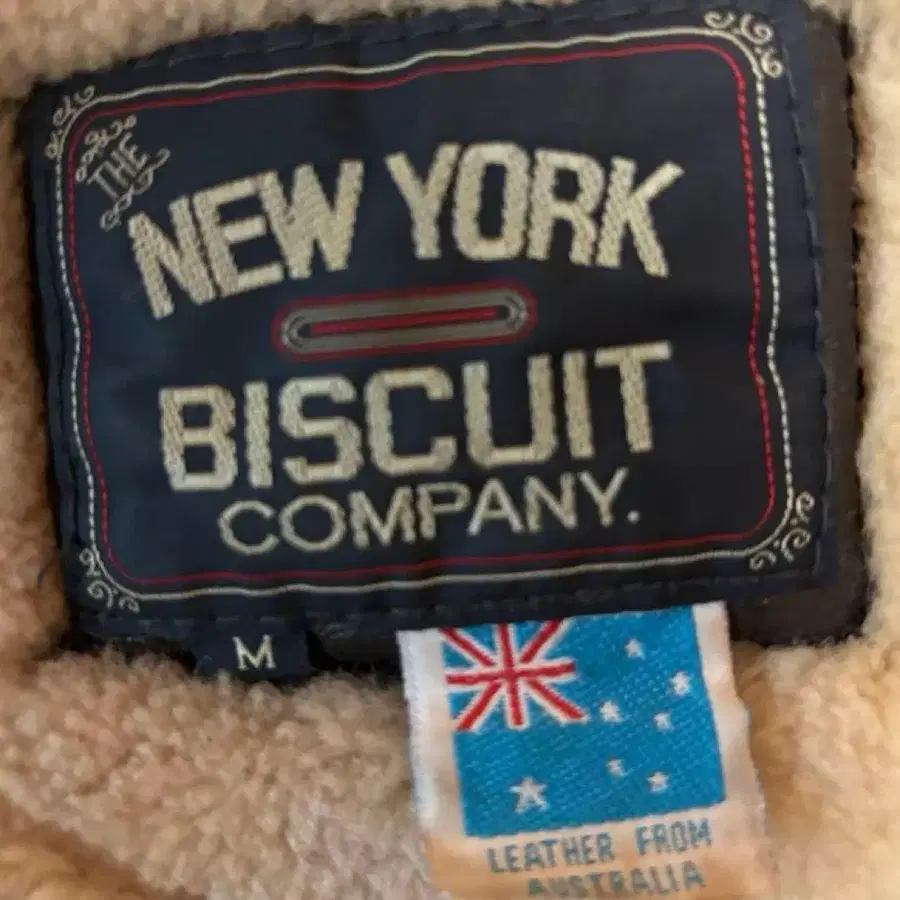 THE
NEW YORK
BISCUIT
COMPANY.
M
LEATHER FROM
AUSTRALIA